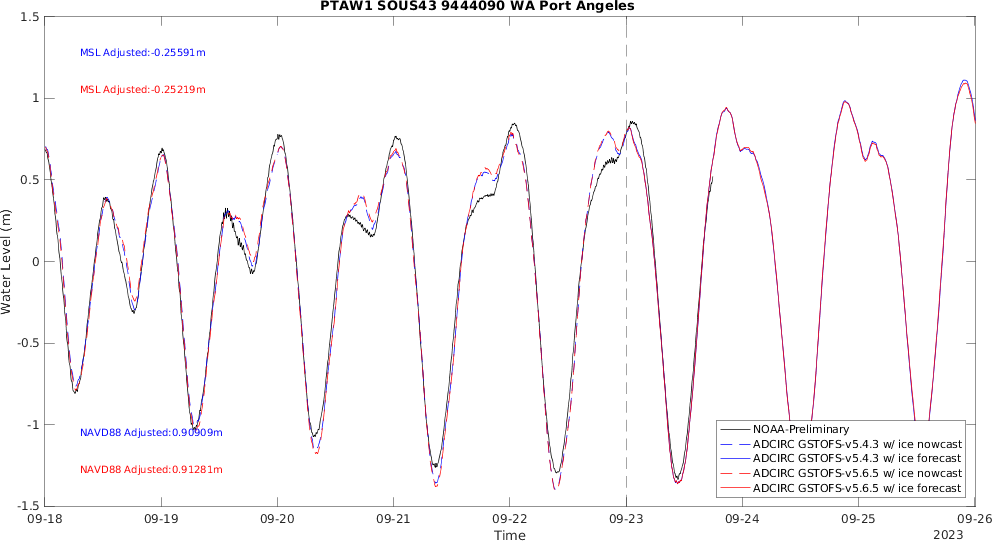 PTAW1 SOUS43 9444090 WA Port Angeles
1.5
1
0.5
0
-0.5
-1
-1.5
Water Level (m)
MSL Adjusted:-0.25591m
MSL Adjusted:-0.25219m
NAVD88 Adjusted:0.90909m
NAVD88 Adjusted:0.91281m
NOAA-Preliminary
ADCIRC GSTOFS-v5.4.3 w/ ice nowcast
ADCIRC GSTOFS-v5.4.3 w/ ice forecast
ADCIRC GSTOFS-v5.6.5 w/ ice nowcast
ADCIRC GSTOFS-v5.6.5 w/ ice forecast
09-18 09-19 09-20 09-21 09-22 09-23 09-24 09-25 09-26
Time
2023